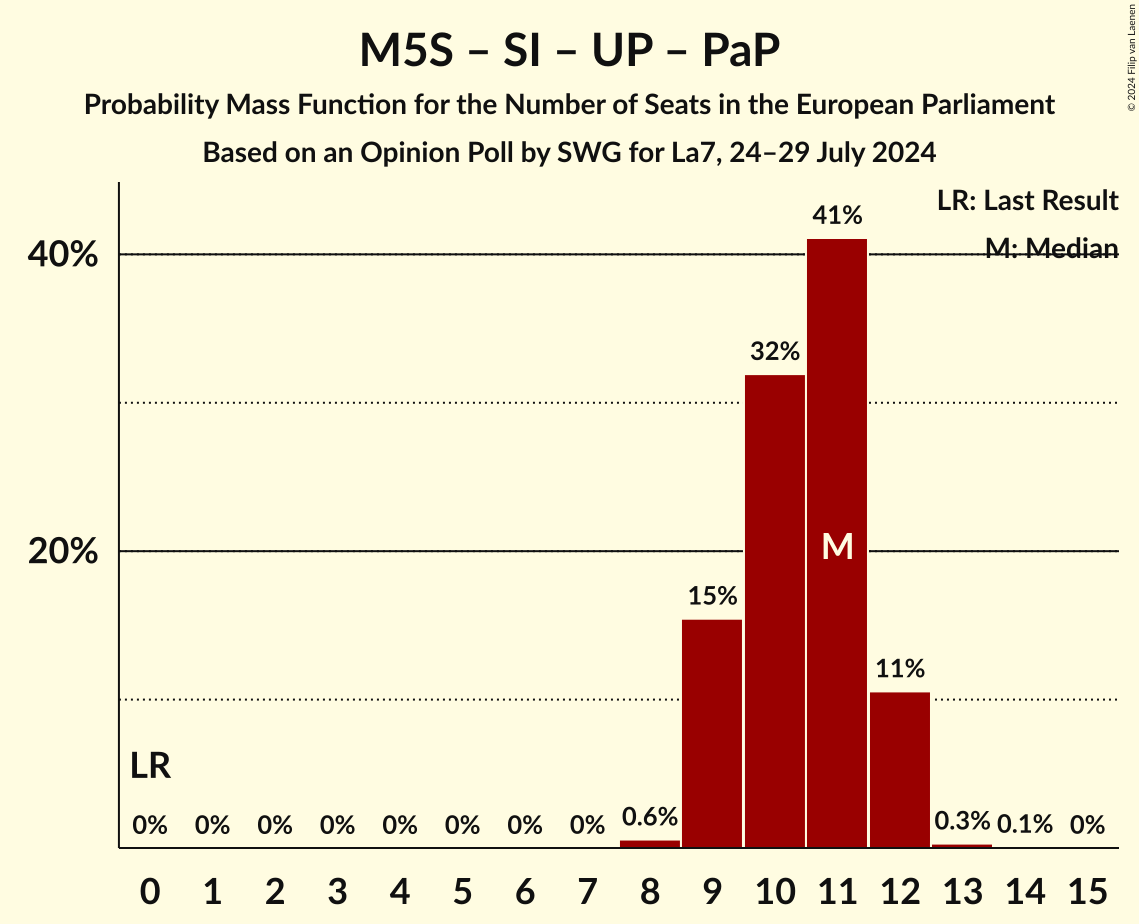 M5S – SI – UP – PaP
Probability Mass Function for the Number of Seats in the European Parliament
Based on an Opinion Poll by SWG for La7, 24–29 July 2024
© 2024 Filip van Laenen
LR: Last Result
M: Median
40%
20%
41%
32%
M
15%
11%
LR
0% 0% 0% 0% 0% 0% 0% 0% 0.6% 0.3% 0.1% 0%
0 1 2 3 4 5 6 7 8 9 10 11 12 13 14 15